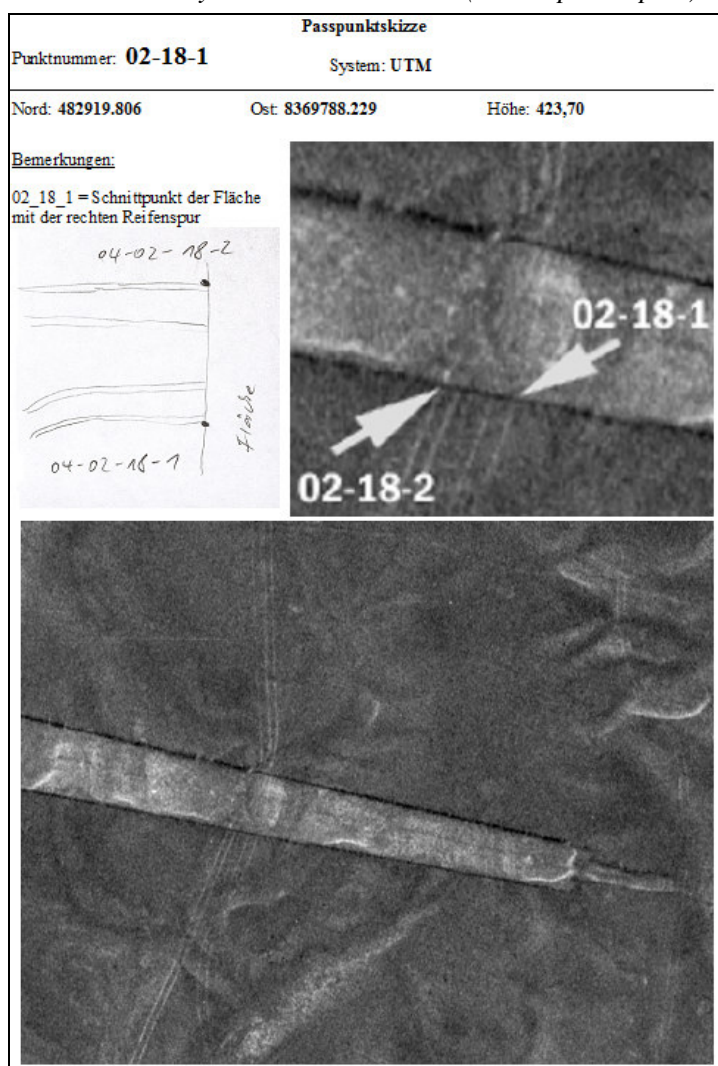 Passpunktskizze
Punktnummer: 02-18-1 System: UTM
Nord: 482919.806 Ost: 8369788.229 Höhe: 423,70
Bemerkungen:
02_18_1 = Schnittpunkt der Fläche
mit der rechten Reifenspur
04-02-18-2
Fläche
04-02-18-1
02-18-1
02-18-2